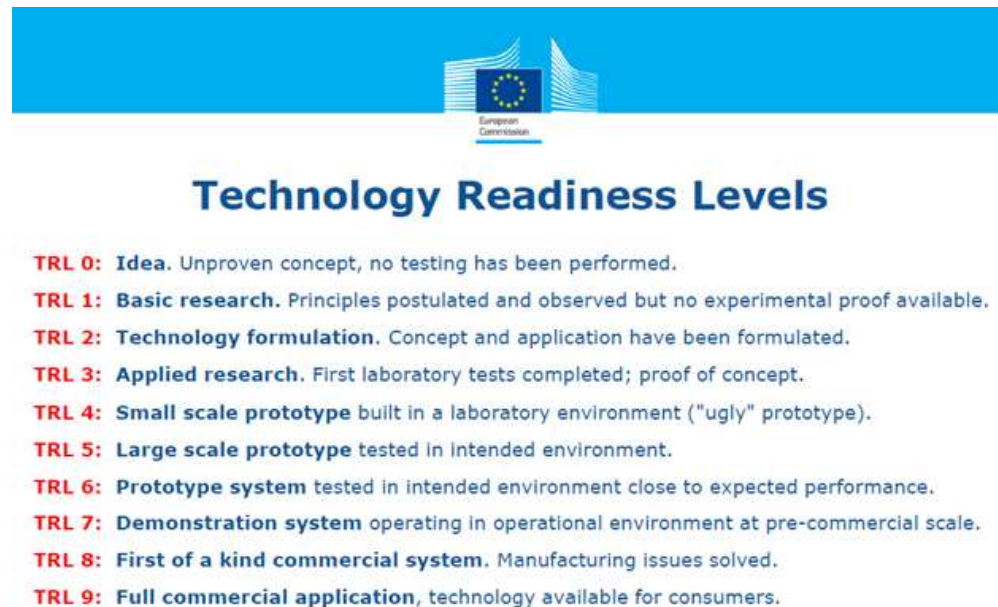 European
Commission
Technology Readiness Levels
TRL 0: Idea. Unproven concept, no testing has been performed.
TRL 1: Basic research. Principles postulated and observed but no experimental proof available.
TRL 2: Technology formulation. Concept and application have been formulated.
TRL 3: Applied research. First laboratory tests completed; proof of concept.
TRL 4: Small scale prototype built in a laboratory environment ("ugly" prototype).
TRL 5: Large scale prototype tested in intended environment.
TRL 6: Prototype system tested in intended environment close to expected performance.
TRL 7: Demonstration system operating in operational environment at pre-commercial scale.
TRL 8: First of a kind commercial system. Manufacturing issues solved.
TRL 9: Full commercial application, technology available for consumers.